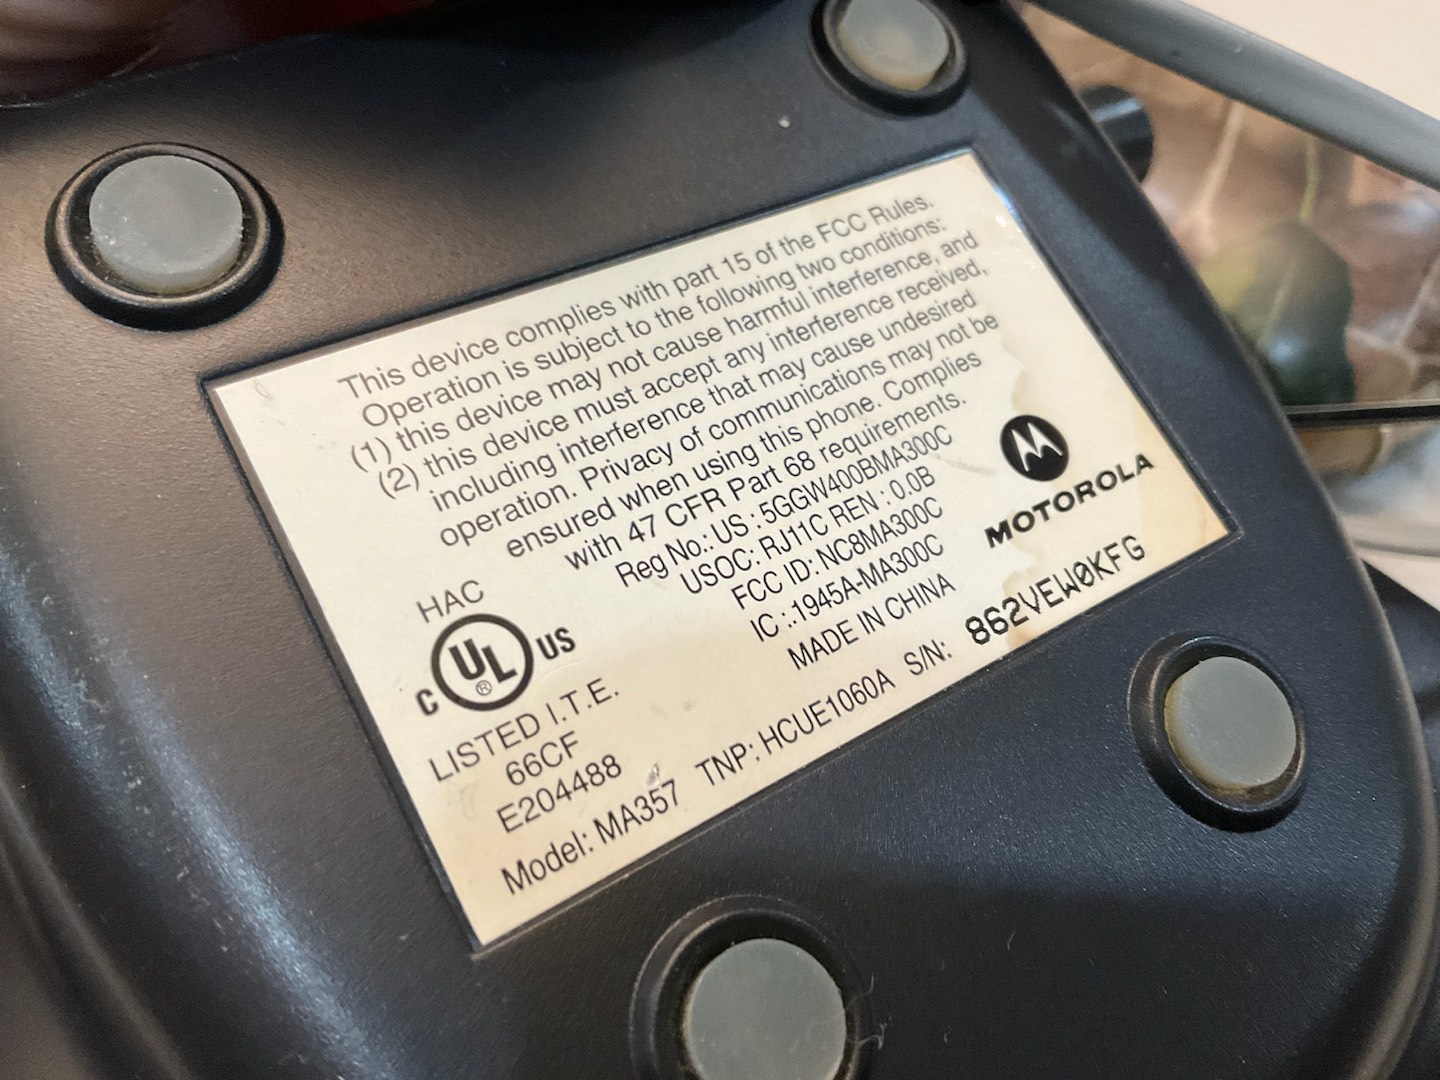 This device complies with part 15 of the FCC Rules.
Operation is subject to the following two conditions:
(1) this device may not cause harmful interference, and
(2) this device must accept any interference received,
including interference that may cause undesired
operation. Privacy of communications may not be
ensured when using this phone. Complies
with 47 CFR Part 68 requirements.
Reg No.: US : 5GGW400BMA300C
USOC: RJ11C REN : 0.0B
FCC ID: NC8MA300C
IC :.1945A-MA300C
MADE IN CHINA
M
MOTOROLA
HAC
C UL ® US
LISTED I.T.E.
66CF
E204488
Model: MA357 TNP: HCUE1060A S/N: 862VEW0KFG